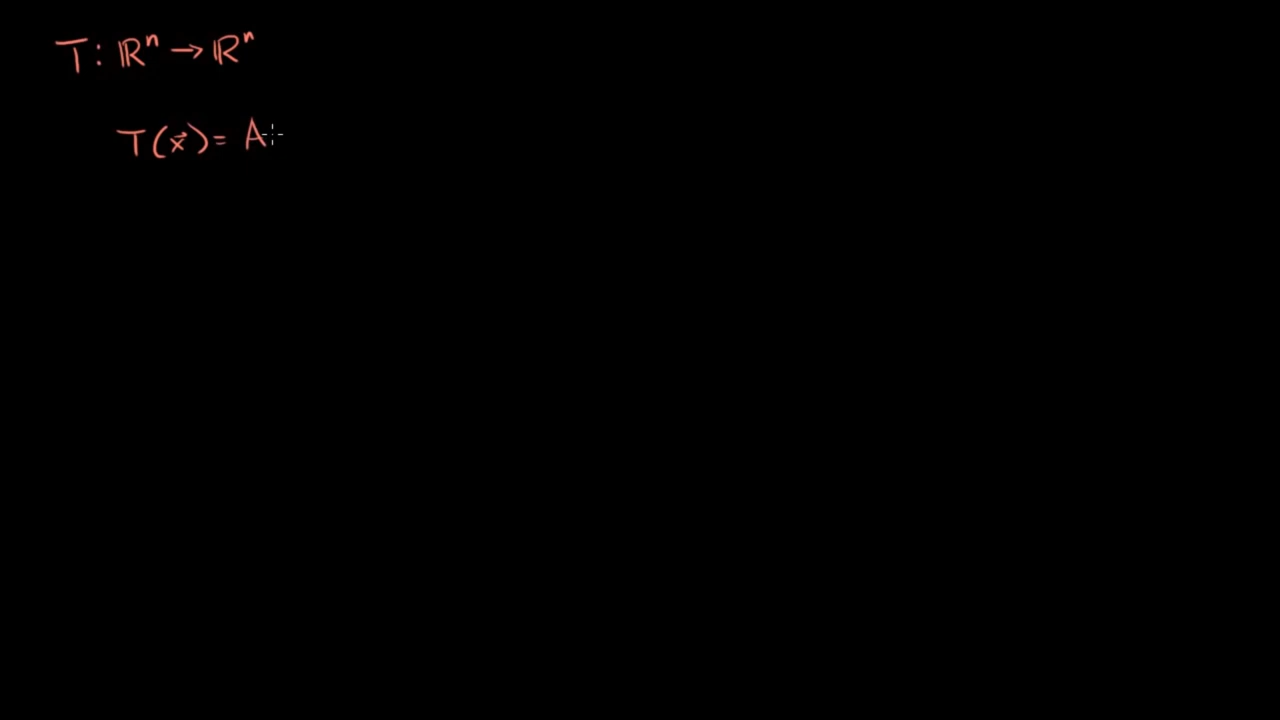 T: ℝⁿ → ℝⁿ
T(x⃗) = A